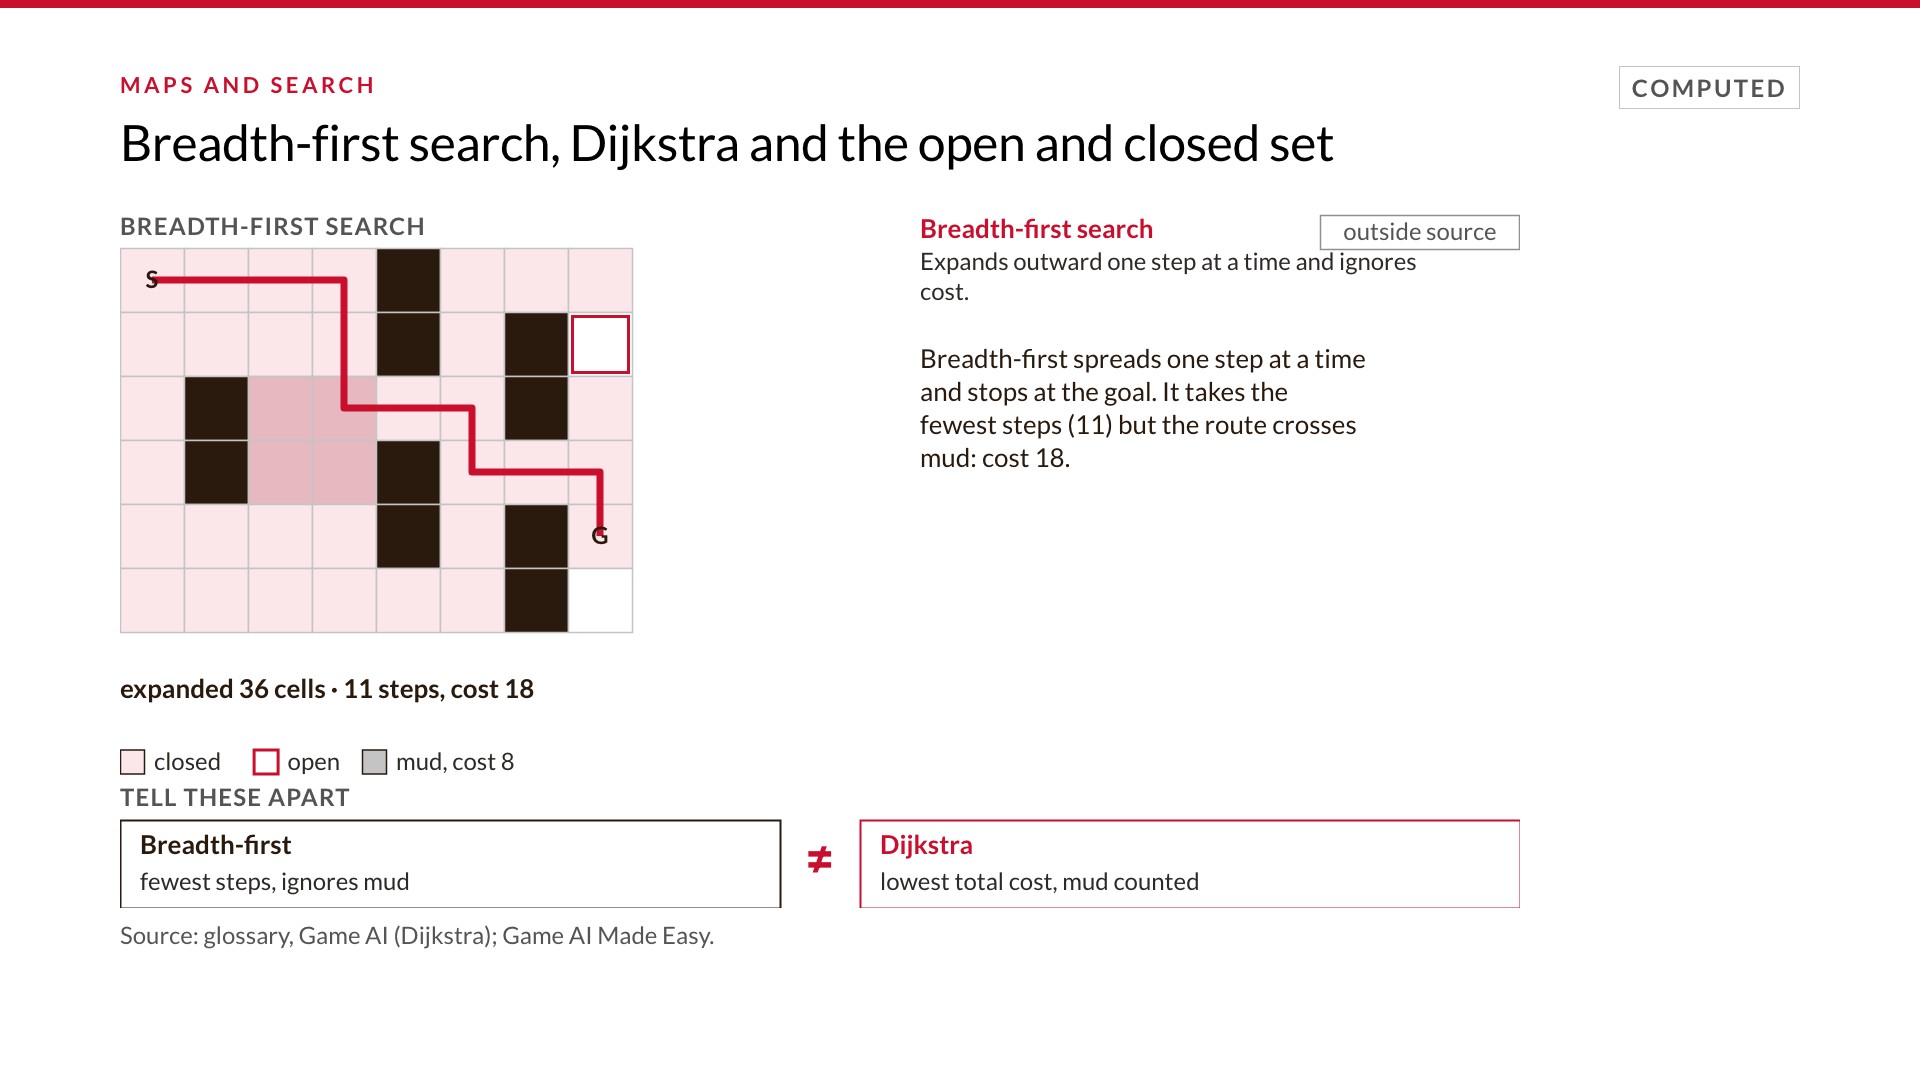 MAPS AND SEARCH
COMPUTED
Breadth-first search, Dijkstra and the open and closed set
BREADTH-FIRST SEARCH
S
G
expanded 36 cells · 11 steps, cost 18
closed
open
mud, cost 8
Breadth-first search
outside source
Expands outward one step at a time and ignores
cost.
Breadth-first spreads one step at a time
and stops at the goal. It takes the
fewest steps (11) but the route crosses
mud: cost 18.
TELL THESE APART
Breadth-first
fewest steps, ignores mud
≠
Dijkstra
lowest total cost, mud counted
Source: glossary, Game AI (Dijkstra); Game AI Made Easy.